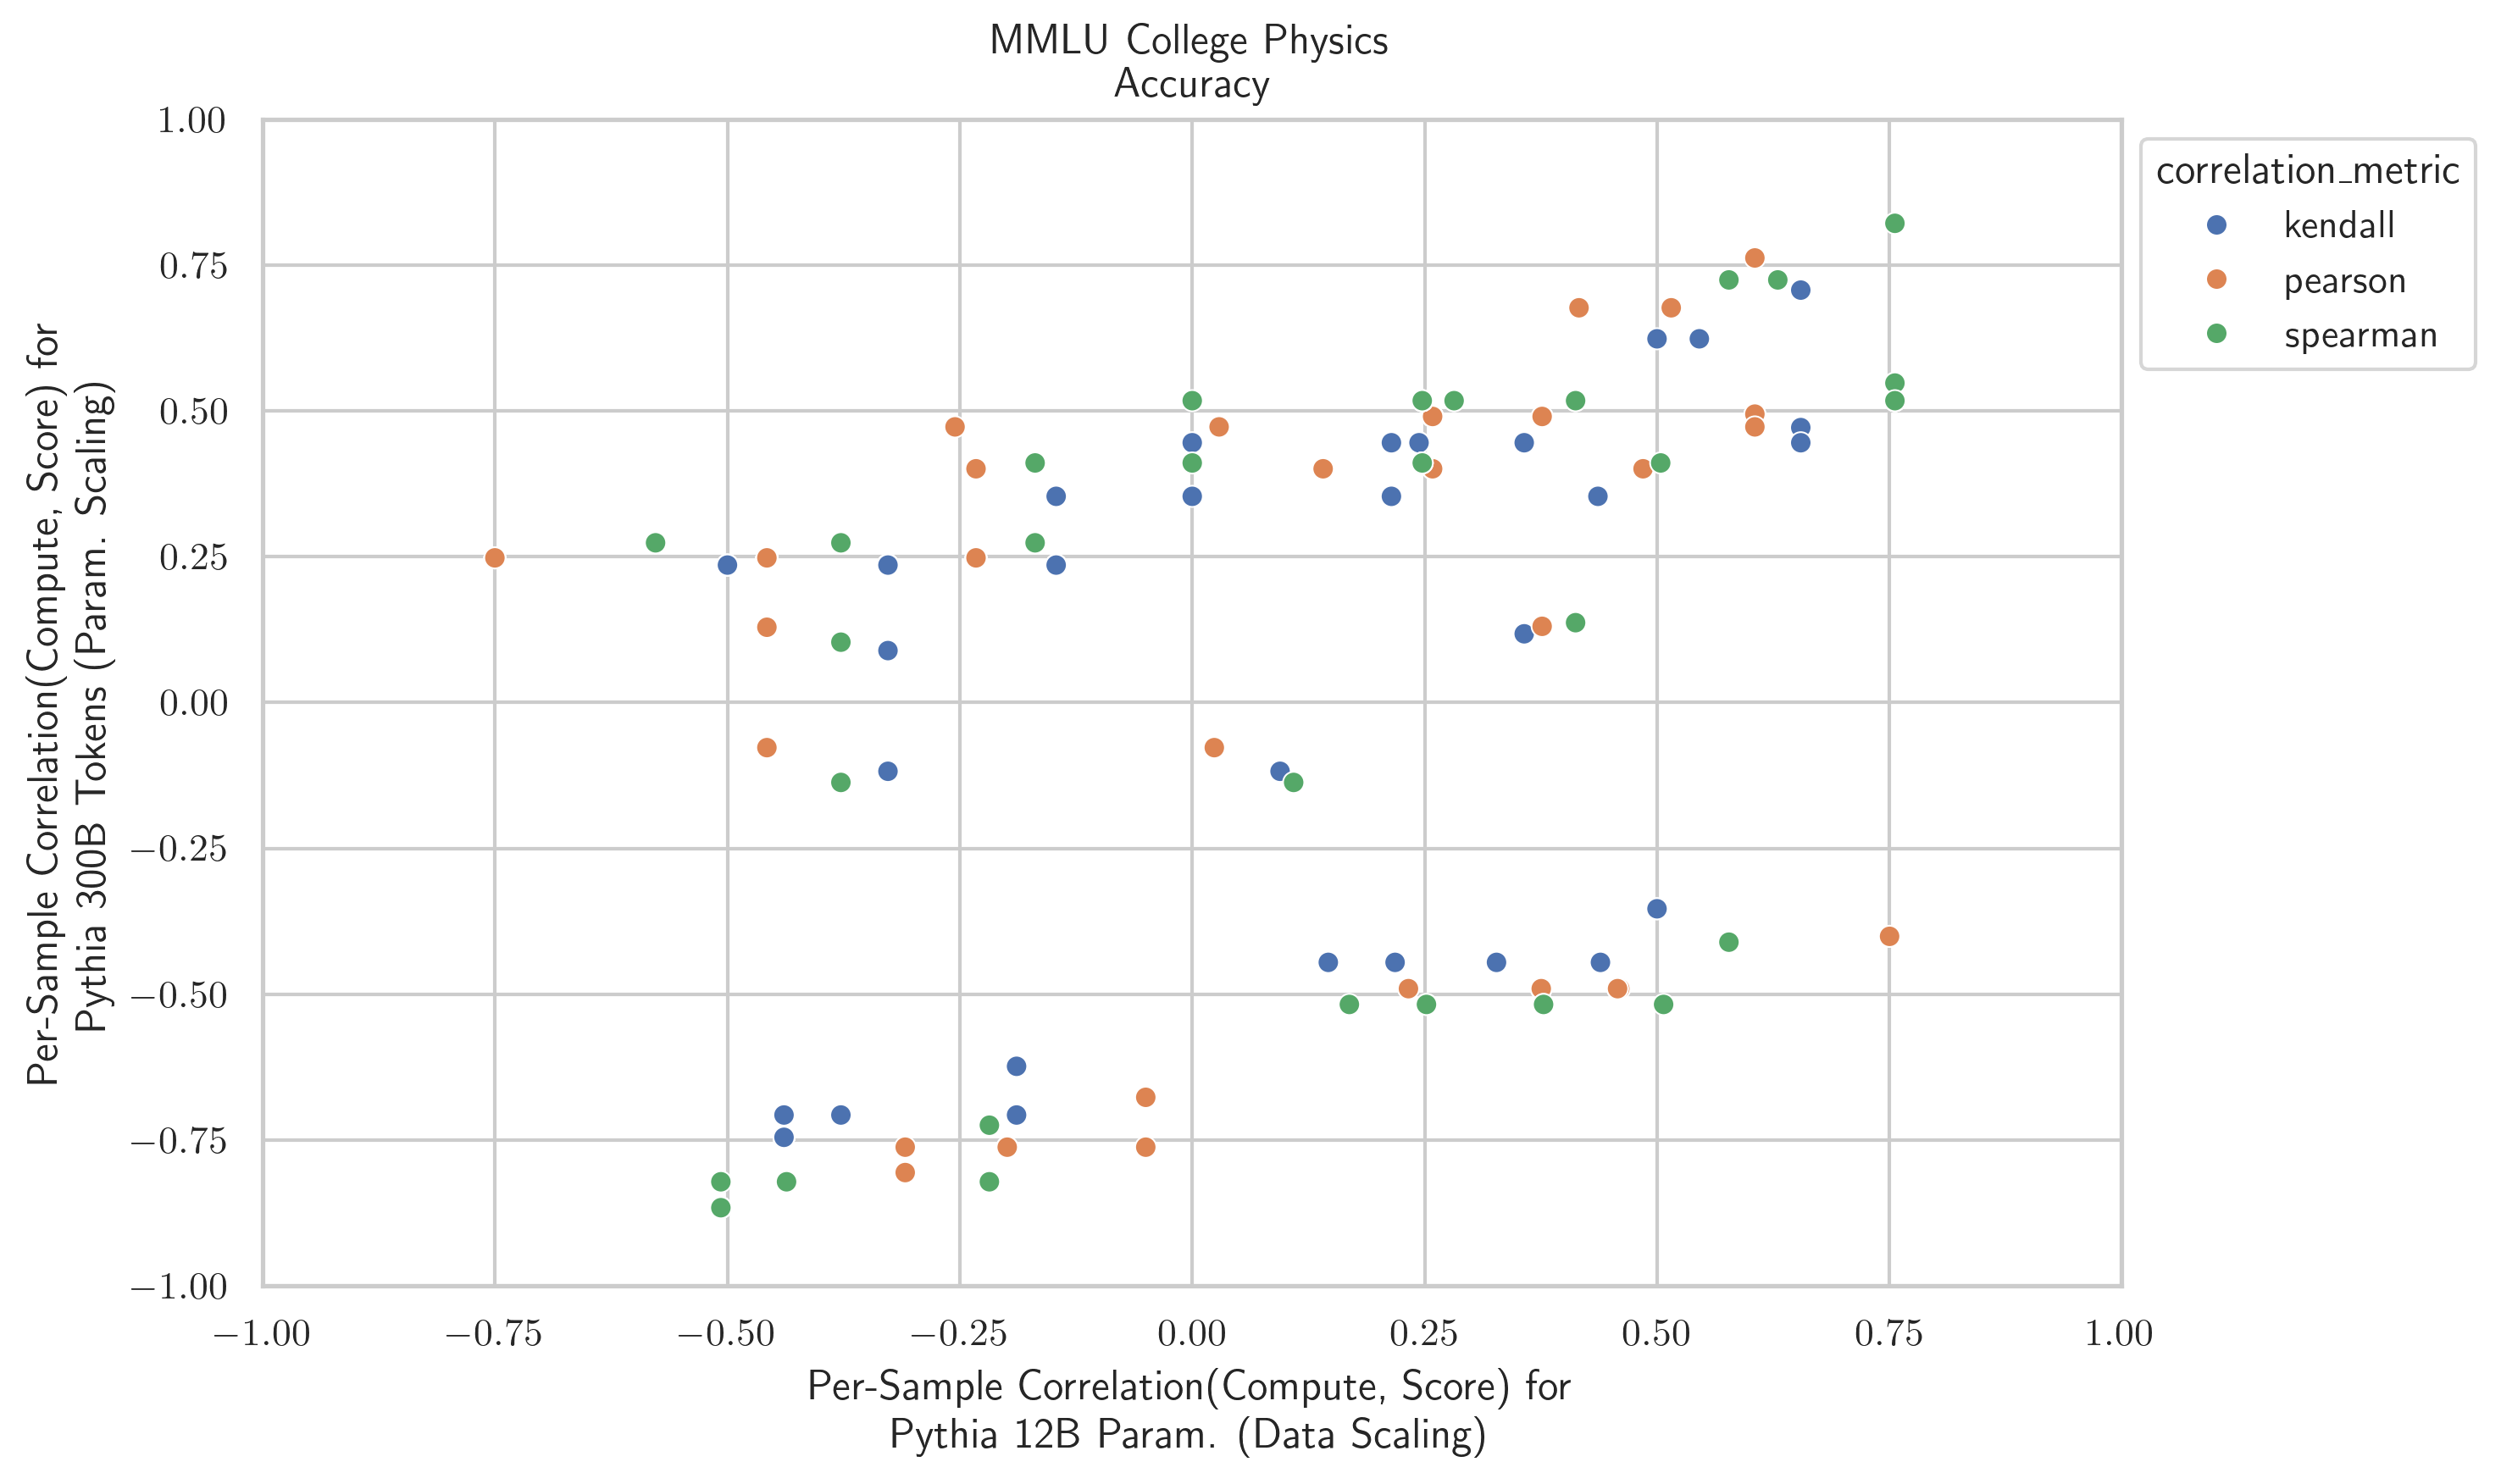 MMLU College Physics
Accuracy
1.00
0.75
0.50
0.25
0.00
−0.25
−0.50
−0.75
−1.00
Per-Sample Correlation(Compute, Score) for
Pythia 300B Tokens (Param. Scaling)
correlation_metric
kendall
pearson
spearman
−1.00 −0.75 −0.50 −0.25 0.00 0.25 0.50 0.75 1.00
Per-Sample Correlation(Compute, Score) for
Pythia 12B Param. (Data Scaling)